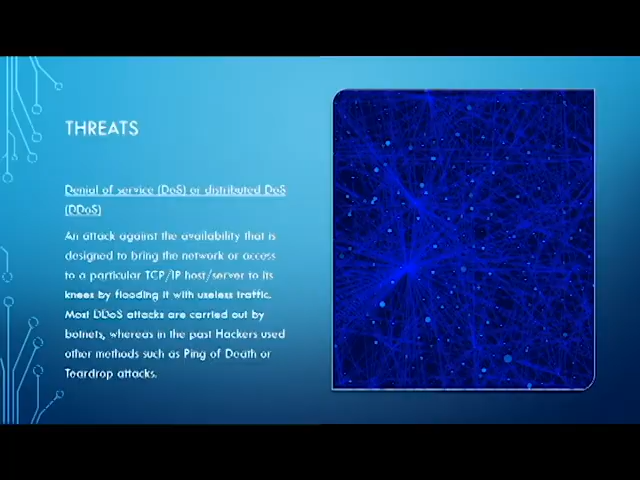 THREATS
Denial of service (DoS) or distributed DoS
(DDoS)
An attack against the availability that is
designed to bring the network or access
to a particular TCP/IP host/server to its
knees by flooding it with useless traffic.
Most DDoS attacks are carried out by
botnets, whereas in the past Hackers used
other methods such as Ping of Death or
Teardrop attacks.